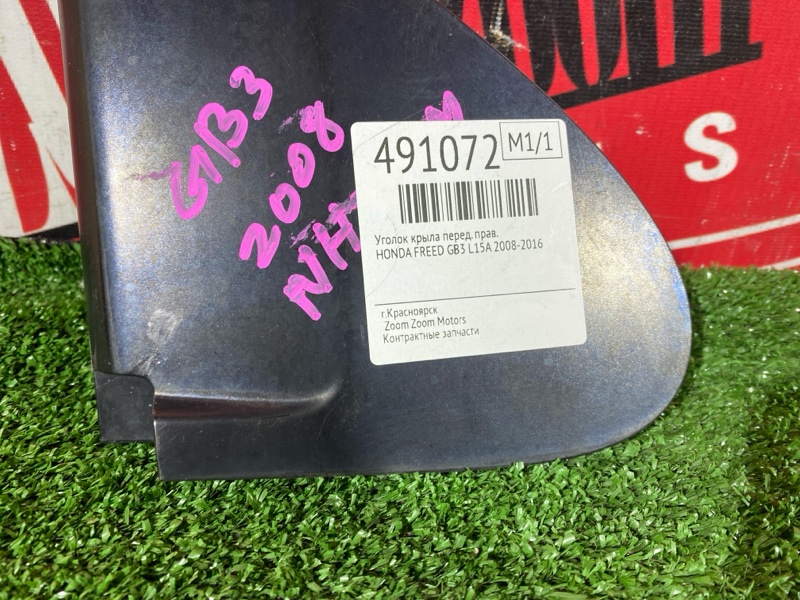 GB3
2008
NH
491072
M1/1
Уголок крыла перед. прав.
HONDA FREED GB3 L15A 2008-2016
г.Красноярск
Zoom Zoom Motors
Контрактные запчасти
S